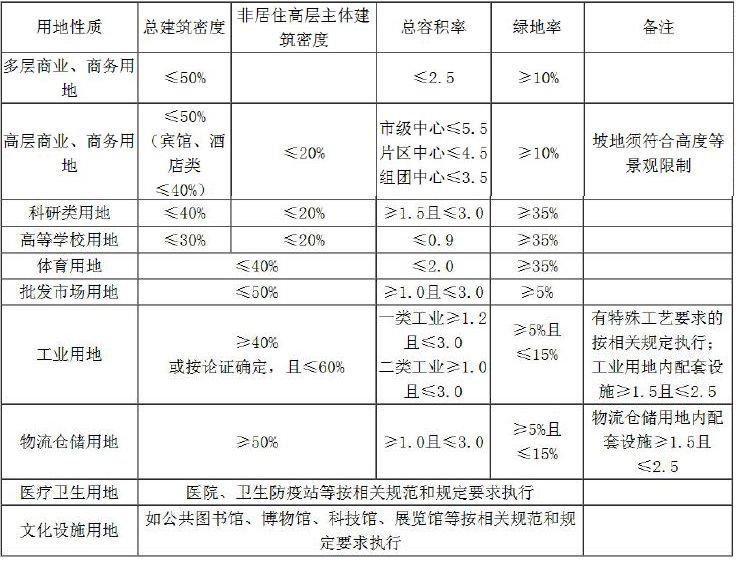 用地性质 总建筑密度 非居住高层主体建 总容积率 绿地率 备注
筑密度
多层商业、商务用 ≤50% ≤2.5 ≥10%
地
高层商业、商务用 ≤50% ≤20% 市级中心≤5.5 ≥10% 坡地须符合高度等
地 （宾馆、酒 片区中心≤4.5 景观限制
店类 组团中心≤3.5
≤40%）
科研类用地 ≤40% ≤20% ≥1.5且≤3.0 ≥35%
高等学校用地 ≤30% ≤20% ≤0.9 ≥35%
体育用地 ≤40% ≤2.0 ≥35%
批发市场用地 ≤50% ≥1.0且≤3.0 ≥5%
工业用地 ≥40% 一类工业≥1.2 ≥5%且 有特殊工艺要求的
或按论证确定，且≤60% 且≤3.0 ≤15% 按相关规定执行；
二类工业≥1.0 工业用地内配套设
且≤3.0 施≥1.5且≤2.5
物流仓储用地 ≥50% ≥1.0且≤3.0 ≥5%且 物流仓储用地内配
≤15% 套设施≥1.5且
≤2.5
医疗卫生用地 医院、卫生防疫站等按相关规范和规定要求执行
文化设施用地 如公共图书馆、博物馆、科技馆、展览馆等按相关规范和规
定要求执行